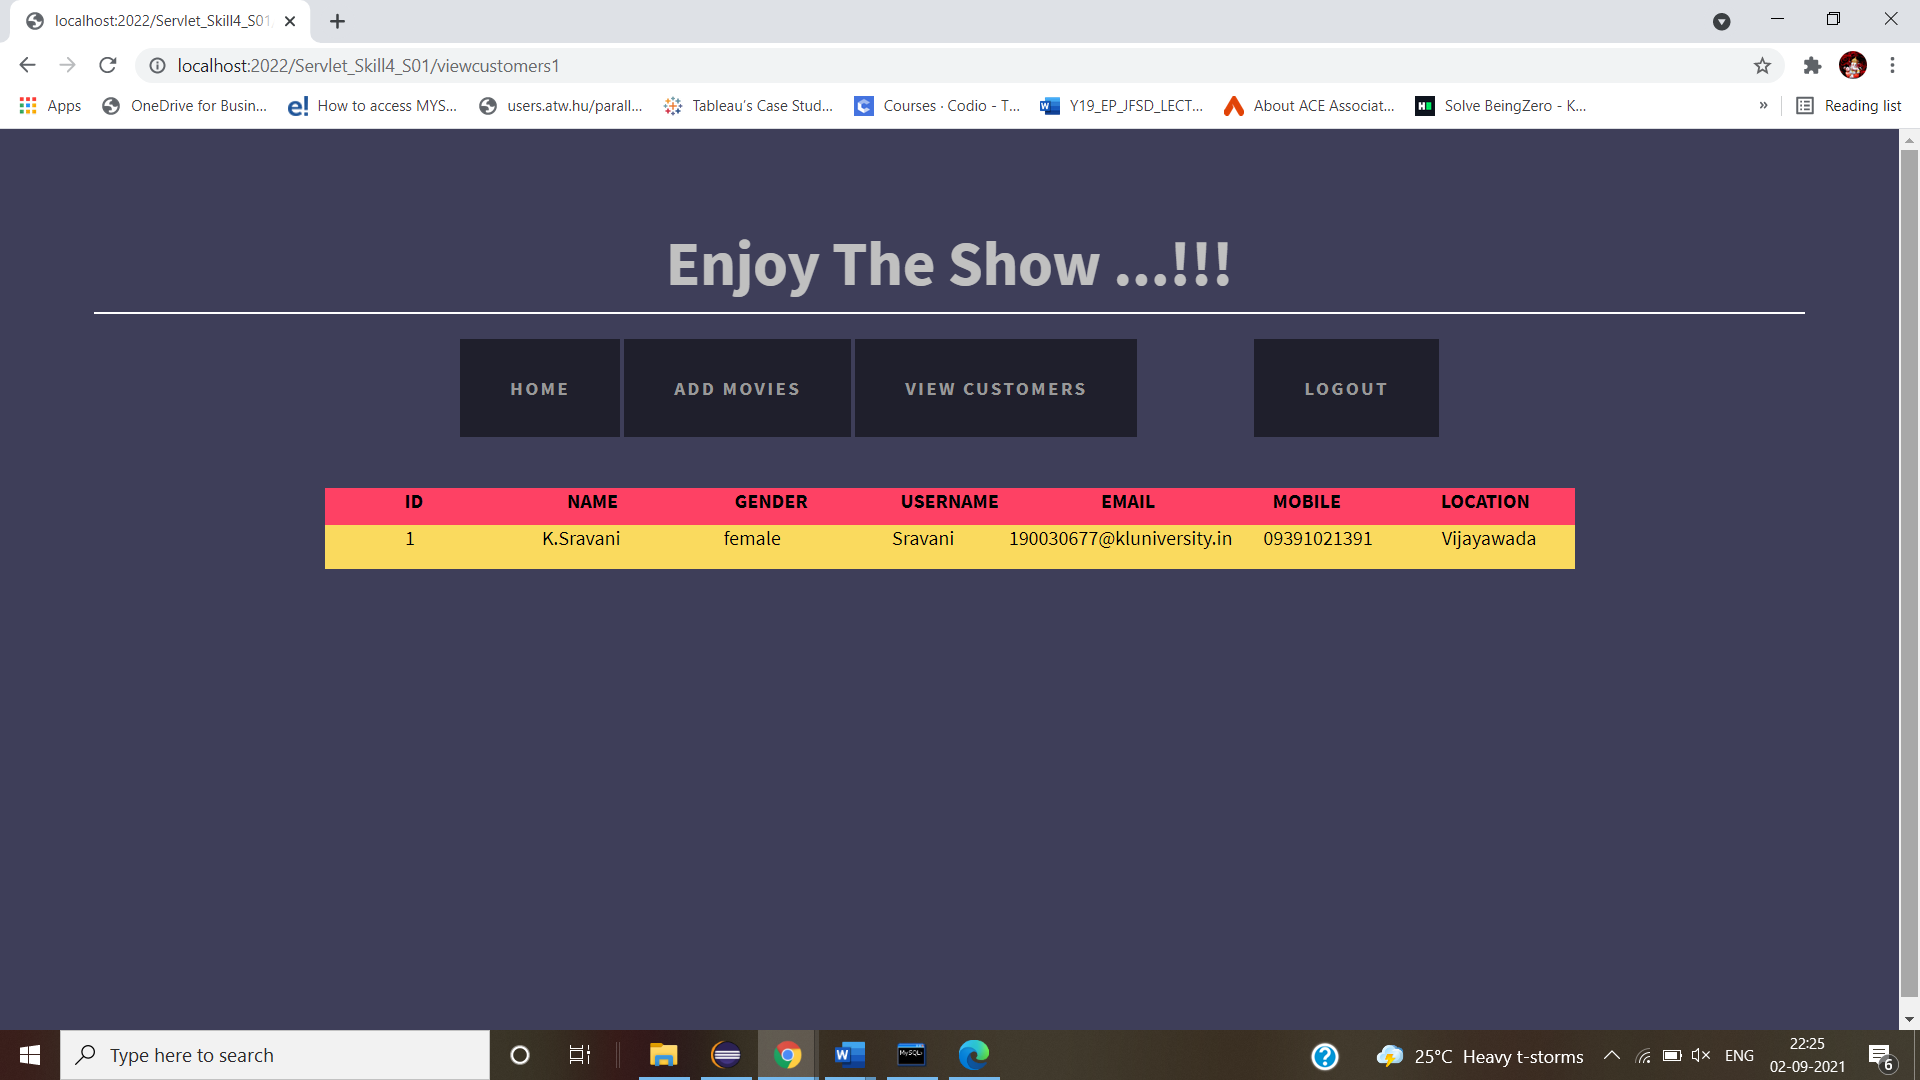 localhost:2022/Servlet_Skill4_S01
localhost:2022/Servlet_Skill4_S01/viewcustomers1
Apps OneDrive for Busin... How to access MYS... users.atw.hu/parall... Tableau's Case Stud... Courses · Codio - T... Y19_EP_JFSD_LECT... About ACE Associat... Solve BeingZero - K... » Reading list
Enjoy The Show ...!!!
HOME ADD MOVIES VIEW CUSTOMERS LOGOUT
ID NAME GENDER USERNAME EMAIL MOBILE LOCATION
1 K.Sravani female Sravani 190030677@kluniversity.in 09391021391 Vijayawada
Type here to search
25°C Heavy t-storms
ENG
22:25
02-09-2021
6